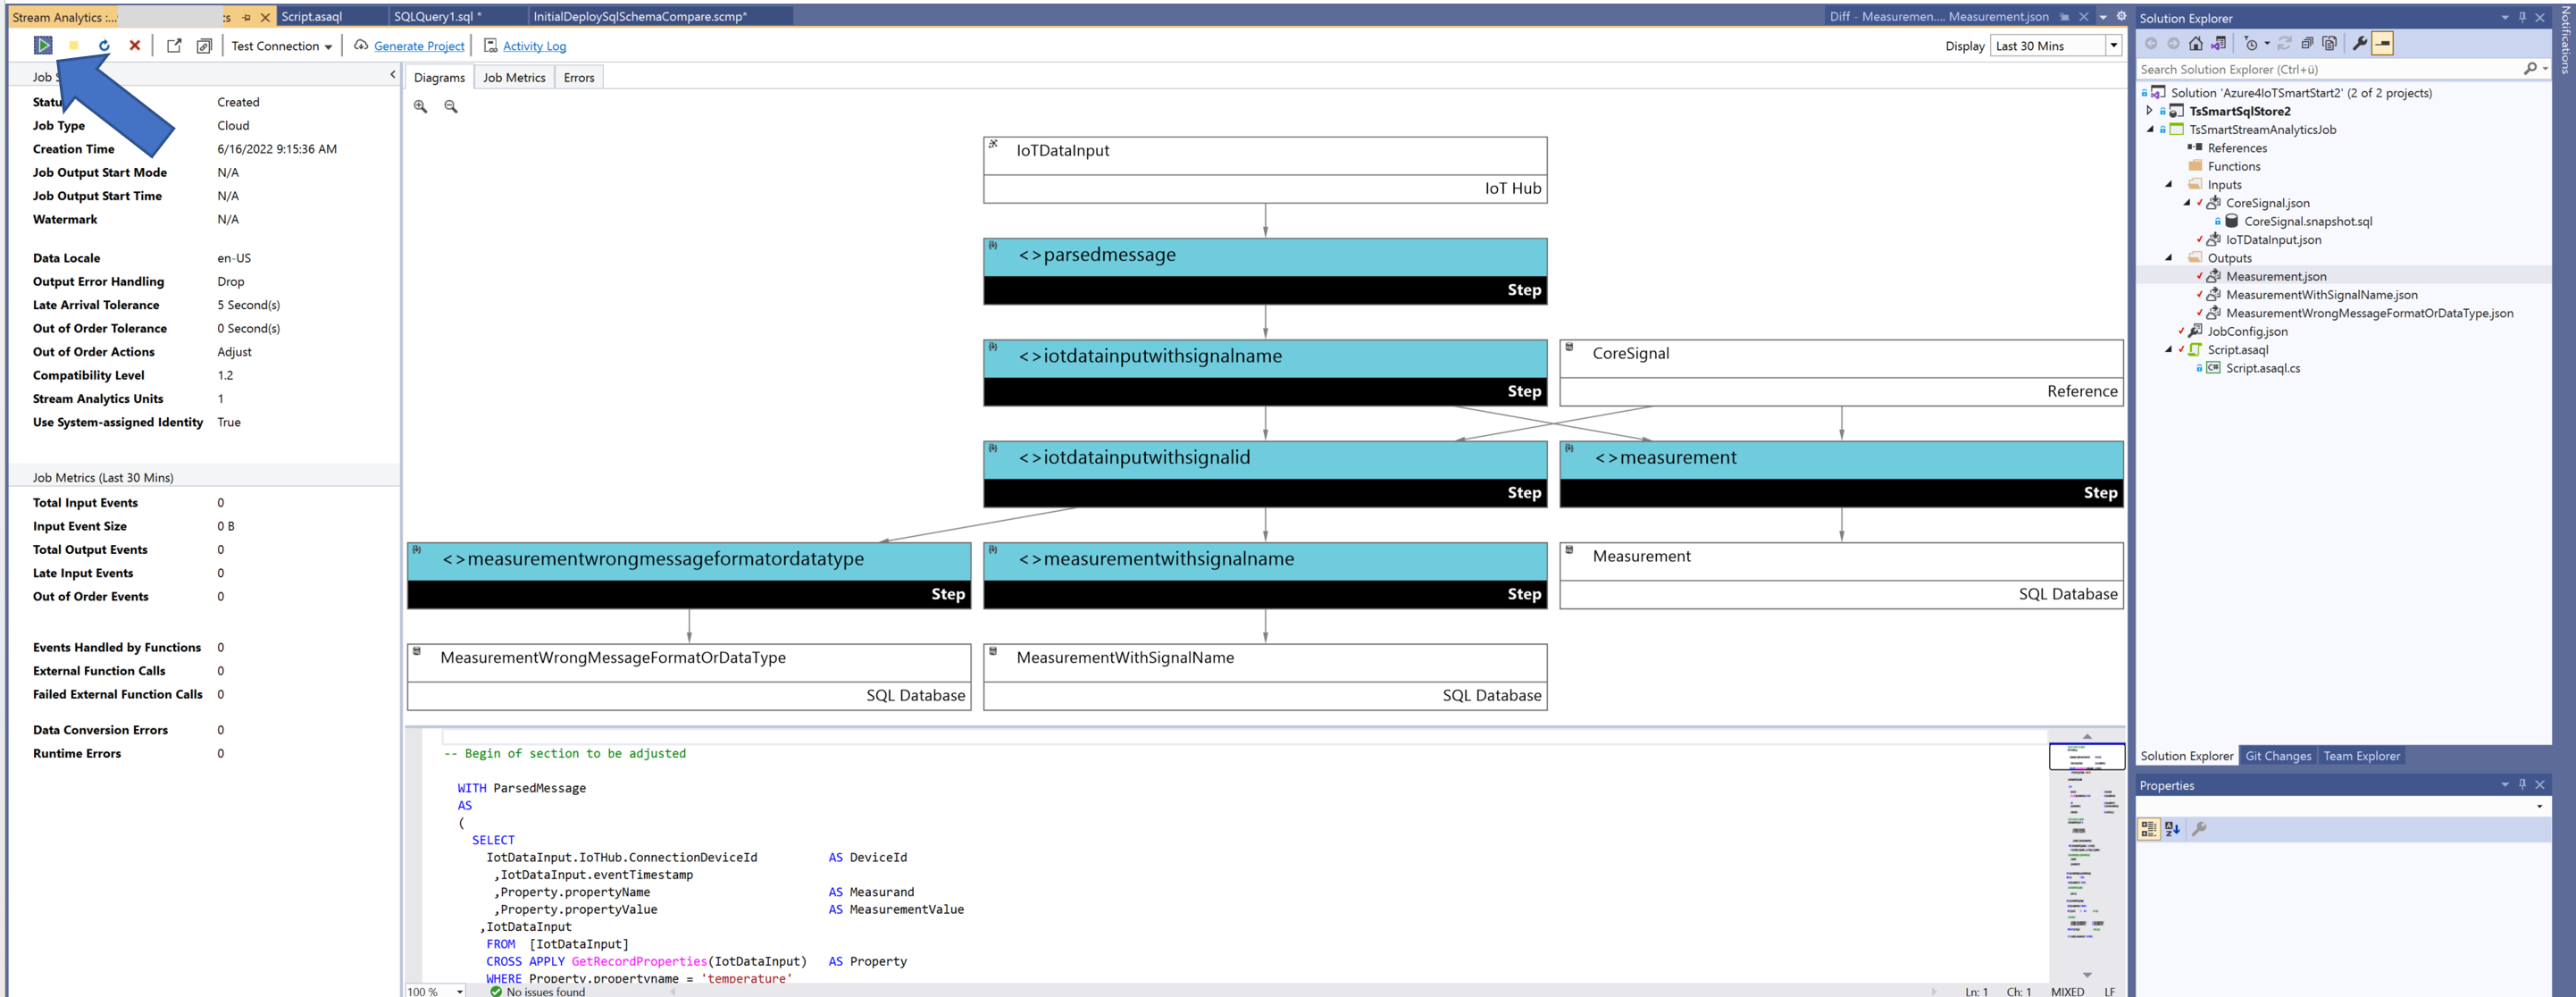 Stream Analytics :... cs
Script.asaql
SQLQuery1.sql *
InitialDeploySqlSchemaCompare.scmp*
Diff - Measuremen.... Measurement.json
Test Connection
Generate Project
Activity Log
Display Last 30 Mins
Job S
Diagrams Job Metrics Errors
Statu Created
Job Type Cloud
Creation Time 6/16/2022 9:15:36 AM
Job Output Start Mode N/A
Job Output Start Time N/A
Watermark N/A
Data Locale en-US
Output Error Handling Drop
Late Arrival Tolerance 5 Second(s)
Out of Order Tolerance 0 Second(s)
Out of Order Actions Adjust
Compatibility Level 1.2
Stream Analytics Units 1
Use System-assigned Identity True
Job Metrics (Last 30 Mins)
Total Input Events 0
Input Event Size 0 B
Total Output Events 0
Late Input Events 0
Out of Order Events 0
Events Handled by Functions 0
External Function Calls 0
Failed External Function Calls 0
Data Conversion Errors 0
Runtime Errors 0
IoTDataInput
IoT Hub
<>parsedmessage
Step
<>iotdatainputwithsignalname
Step
CoreSignal
Reference
<>iotdatainputwithsignalid
Step
<>measurement
Step
<>measurementwrongmessageformatordatatype
Step
<>measurementwithsignalname
Step
Measurement
SQL Database
MeasurementWrongMessageFormatOrDataType
SQL Database
MeasurementWithSignalName
SQL Database
-- Begin of section to be adjusted
WITH ParsedMessage
AS
(
SELECT
IotDataInput.IoTHub.ConnectionDeviceId AS DeviceId
,IotDataInput.eventTimestamp
,Property.propertyName AS Measurand
,Property.propertyValue AS MeasurementValue
,IotDataInput
FROM [IotDataInput]
CROSS APPLY GetRecordProperties(IotDataInput) AS Property
WHERE Property.propertyname = 'temperature'
100 % No issues found Ln: 1 Ch: 1 MIXED LF
Solution Explorer
Search Solution Explorer (Ctrl+ü)
Solution 'Azure4IoTSmartStart2' (2 of 2 projects)
TsSmartSqlStore2
TsSmartStreamAnalyticsJob
References
Functions
Inputs
CoreSignal.json
CoreSignal.snapshot.sql
IoTDataInput.json
Outputs
Measurement.json
MeasurementWithSignalName.json
MeasurementWrongMessageFormatOrDataType.json
JobConfig.json
Script.asaql
C# Script.asaql.cs
Solution Explorer Git Changes Team Explorer
Properties
Notifications